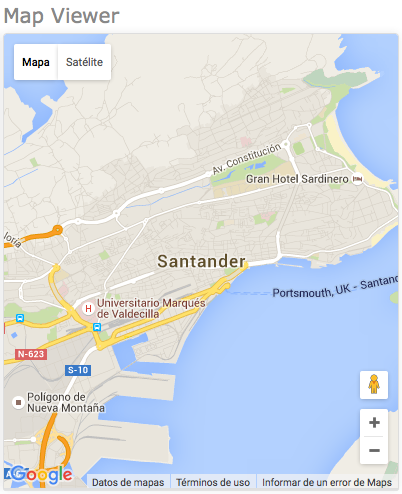 Map Viewer
Mapa
Satélite
Av. Constitución
Gran Hotel Sardinero
loria
Santander
Portsmouth, UK - Santand
H
Universitario Marqués
de Valdecilla
N-623
S-10
Polígono de
Nueva Montaña
+
−
A
Google
Datos de mapas
Términos de uso
Informar de un error de Maps